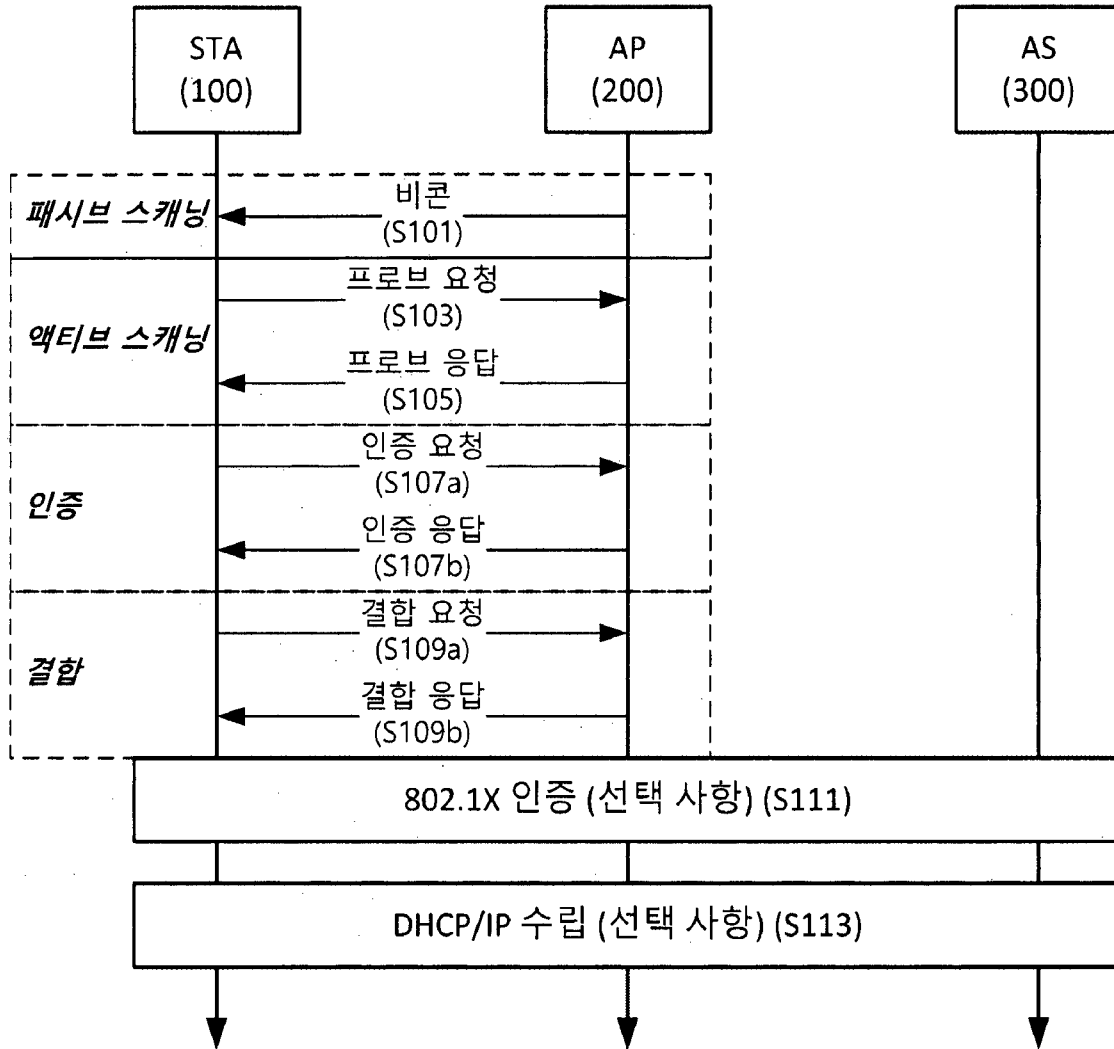 STA
(100)
AP
(200)
AS
(300)
패시브 스캐닝
비콘
(S101)
액티브 스캐닝
프로브 요청
(S103)
프로브 응답
(S105)
인증
인증 요청
(S107a)
인증 응답
(S107b)
결합
결합 요청
(S109a)
결합 응답
(S109b)
802.1X 인증 (선택 사항) (S111)
DHCP/IP 수립 (선택 사항) (S113)